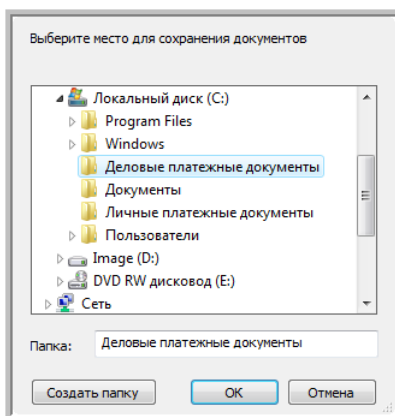 Выберите место для сохранения документов
Локальный диск (C:)
Program Files
Windows
Деловые платежные документы
Документы
Личные платежные документы
Пользователи
Image (D:)
DVD RW дисковод (E:)
Сеть
Папка: Деловые платежные документы
Создать папку OK Отмена